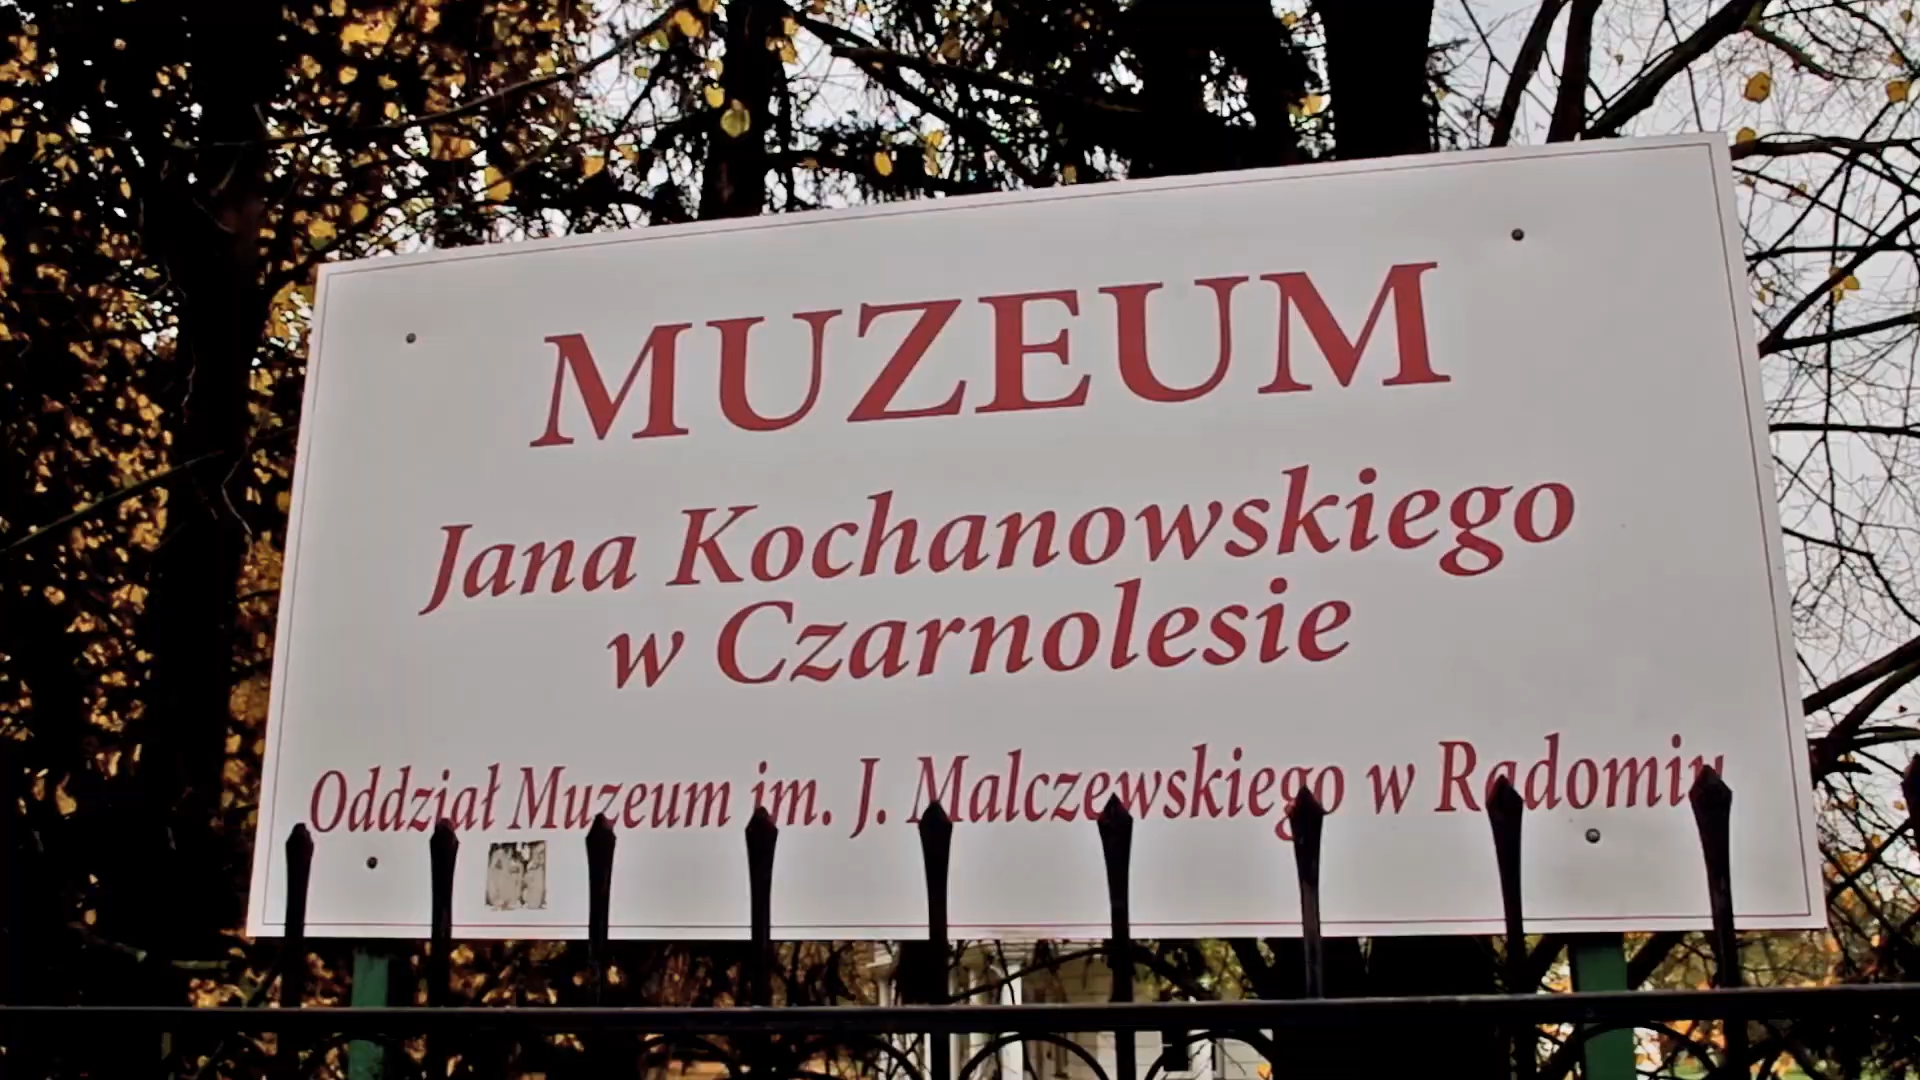 MUZEUM
Jana Kochanowskiego
w Czarnolesie
Oddział Muzeum im. J. Malczewskiego w Radomiu